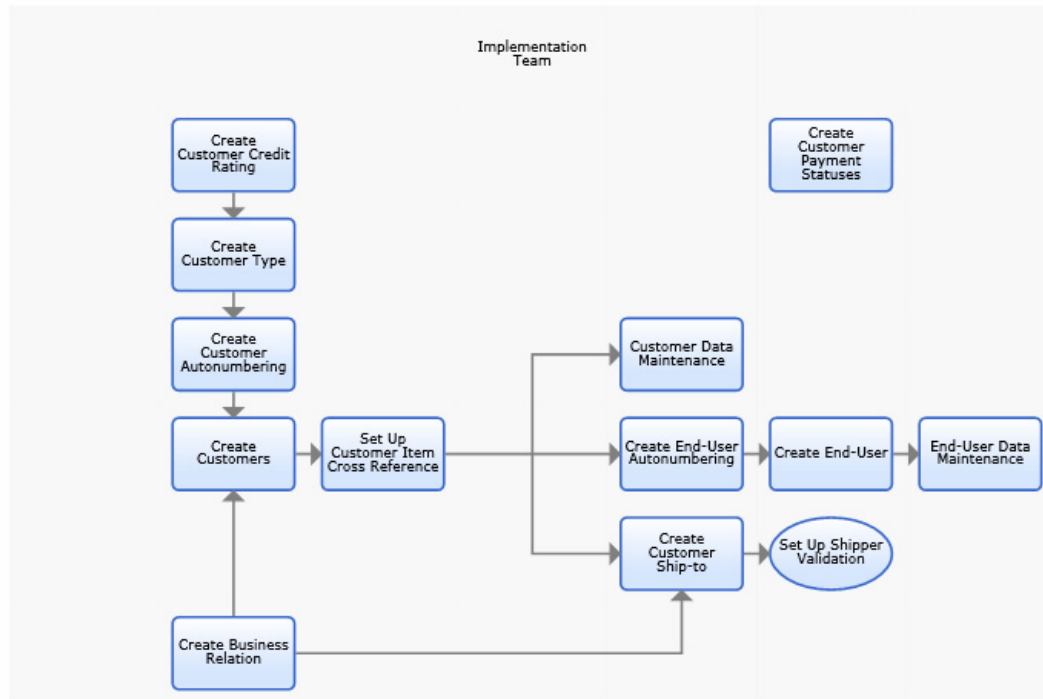 Implementation
Team
Create
Customer Credit
Rating
Create
Customer
Payment
Statuses
Create
Customer Type
Create
Customer
Autonumbering
Customer Data
Maintenance
Create
Customers
Set Up
Customer Item
Cross Reference
Create End-User
Autonumbering
Create End-User
End-User Data
Maintenance
Create
Customer
Ship-to
Set Up Shipper
Validation
Create Business
Relation